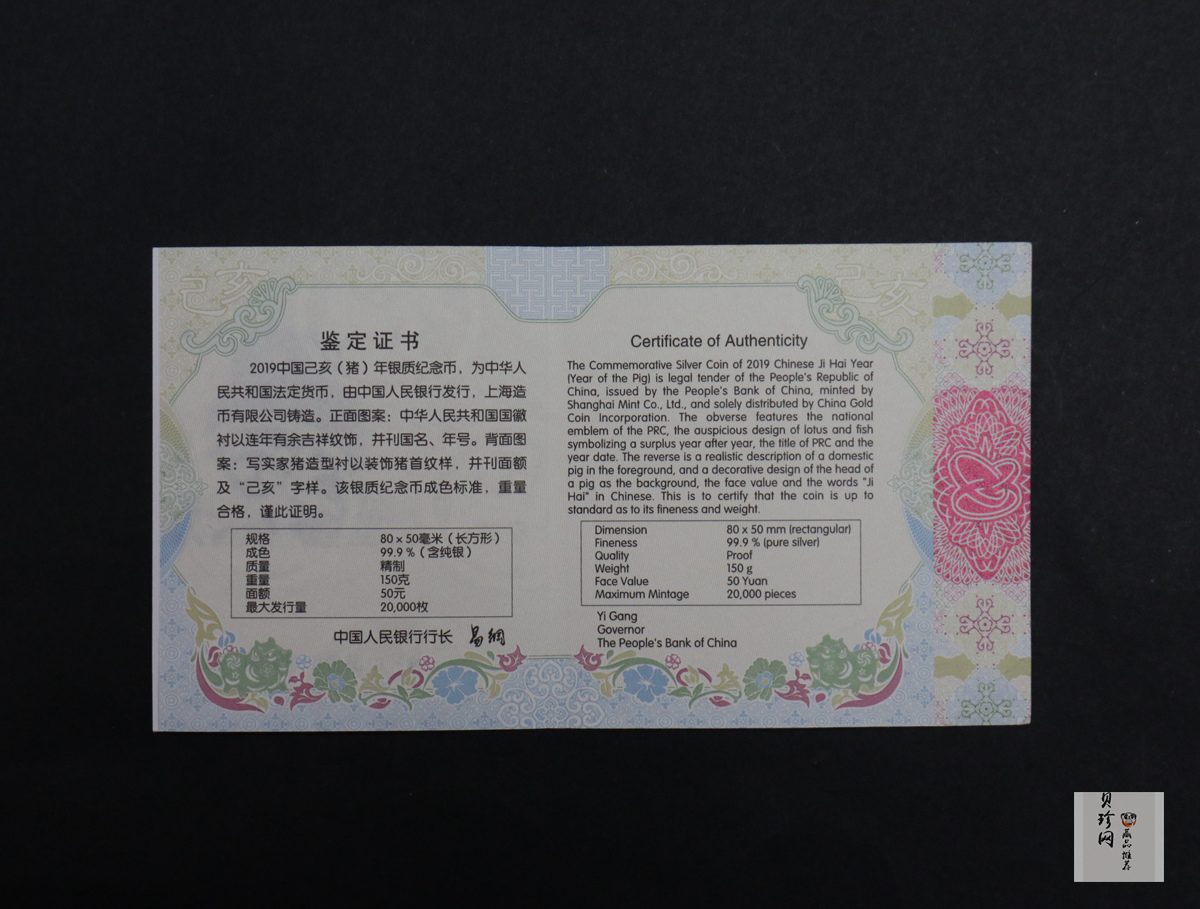 己亥
己亥
鉴定证书
2019中国己亥（猪）年银质纪念币，为中华人
民共和国法定货币，由中国人民银行发行，上海造
币有限公司铸造。正面图案：中华人民共和国国徽
衬以连年有余吉祥纹饰，并刊国名、年号。背面图
案：写实家猪造型衬以装饰猪首纹样，并刊面额
及“己亥”字样。该银质纪念币成色标准，重量
合格，谨此证明。
规格 80×50毫米（长方形）
成色 99.9％（含纯银）
质量 精制
重量 150克
面额 50元
最大发行量 20,000枚
中国人民银行行长 易纲
Certificate of Authenticity
The Commemorative Silver Coin of 2019 Chinese Ji Hai Year
(Year of the Pig) is legal tender of the People's Republic of
China, issued by the People's Bank of China, minted by
Shanghai Mint Co., Ltd., and solely distributed by China Gold
Coin Incorporation. The obverse features the national
emblem of the PRC, the auspicious design of lotus and fish
symbolizing a surplus year after year, the title of PRC and the
year date. The reverse is a realistic description of a domestic
pig in the foreground, and a decorative design of the head of
a pig as the background, the face value and the words "Ji
Hai" in Chinese. This is to certify that the coin is up to
standard as to its fineness and weight.
Dimension 80 x 50 mm (rectangular)
Fineness 99.9 % (pure silver)
Quality Proof
Weight 150 g
Face Value 50 Yuan
Maximum Mintage 20,000 pieces
Yi Gang
Governor
The People's Bank of China
贝珍网
藏品推荐